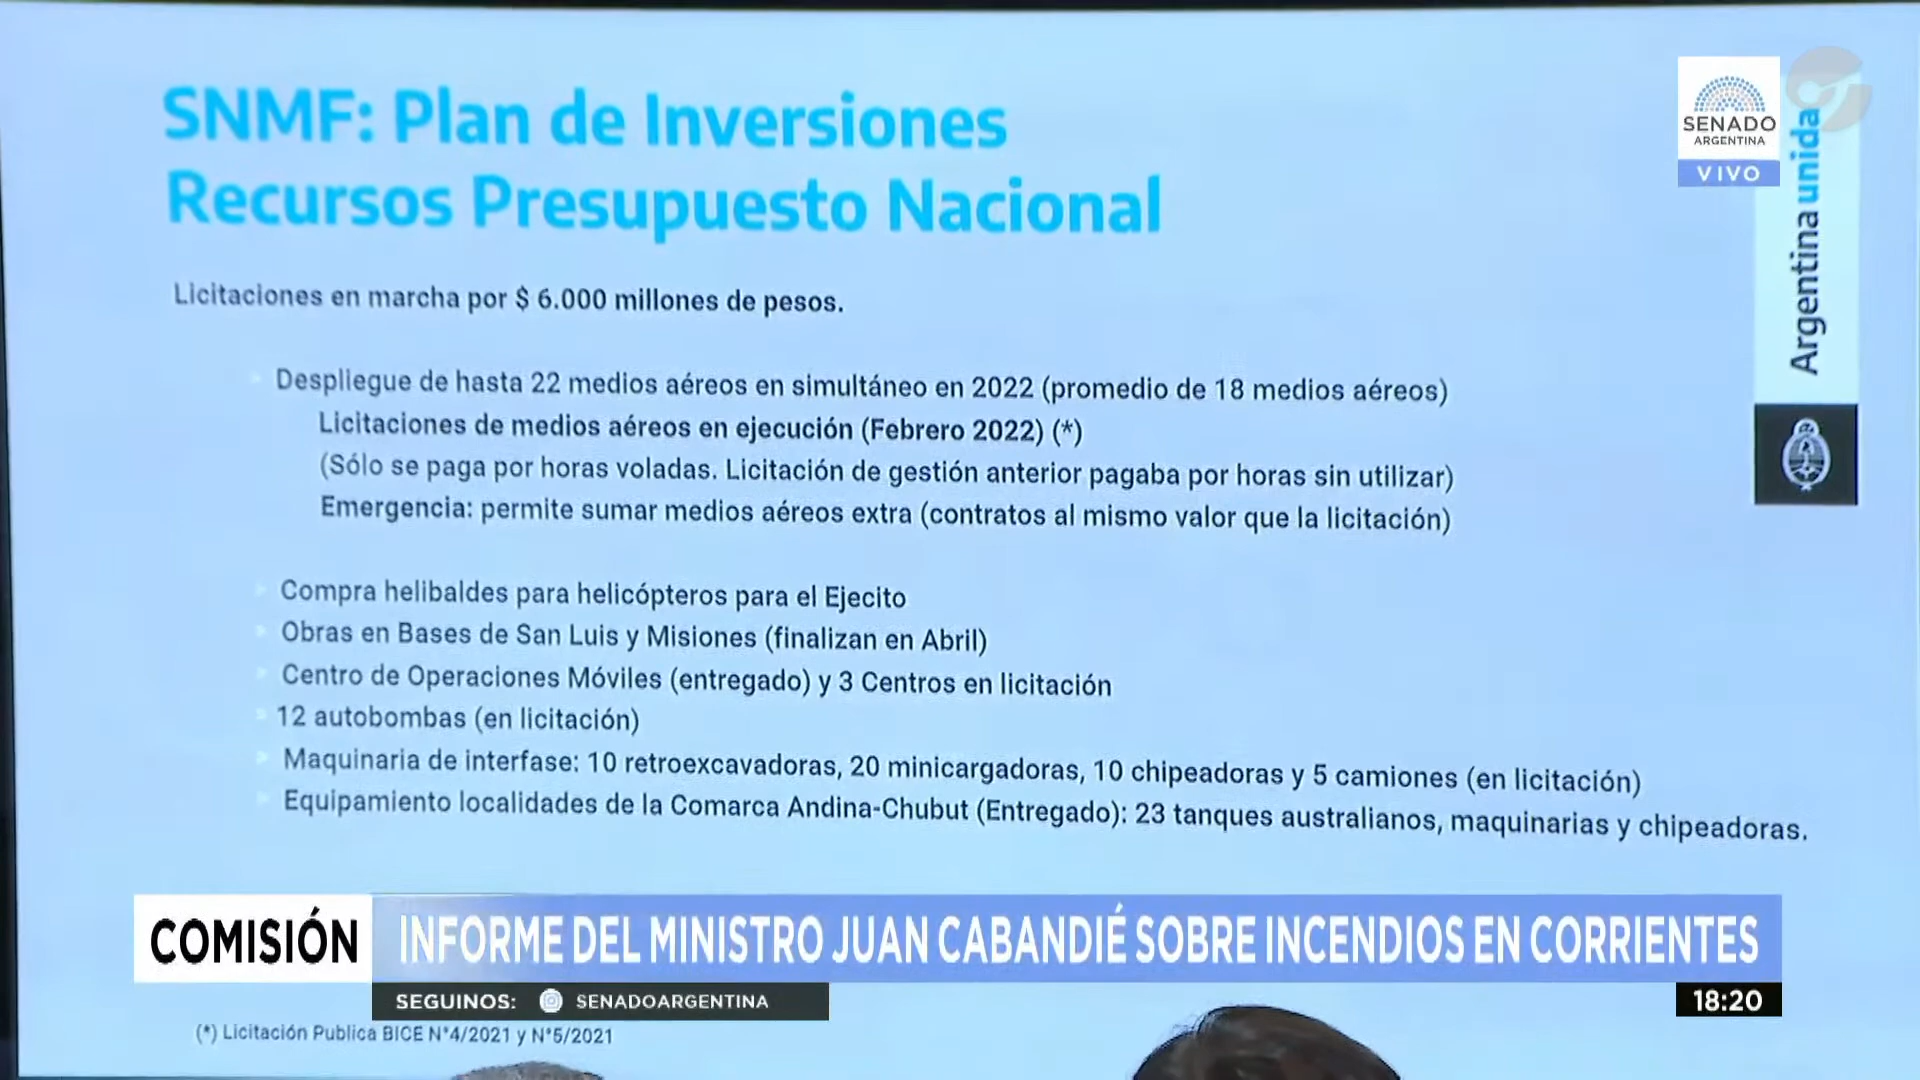 SNMF: Plan de Inversiones
Recursos Presupuesto Nacional
Licitaciones en marcha por $ 6.000 millones de pesos.
Despliegue de hasta 22 medios aéreos en simultáneo en 2022 (promedio de 18 medios aéreos)
Licitaciones de medios aéreos en ejecución (Febrero 2022) (*)
(Sólo se paga por horas voladas. Licitación de gestión anterior pagaba por horas sin utilizar)
Emergencia: permite sumar medios aéreos extra (contratos al mismo valor que la licitación)
Compra helibaldes para helicópteros para el Ejecito
Obras en Bases de San Luis y Misiones (finalizan en Abril)
Centro de Operaciones Móviles (entregado) y 3 Centros en licitación
12 autobombas (en licitación)
Maquinaria de interfase: 10 retroexcavadoras, 20 minicargadoras, 10 chipeadoras y 5 camiones (en licitación)
Equipamiento localidades de la Comarca Andina-Chubut (Entregado): 23 tanques australianos, maquinarias y chipeadoras.
SENADO
ARGENTINA
VIVO
Argentina unida
COMISIÓN
INFORME DEL MINISTRO JUAN CABANDIÉ SOBRE INCENDIOS EN CORRIENTES
SEGUINOS: SENADOARGENTINA
18:20
(*) Licitación Publica BICE N°4/2021 y N°5/2021